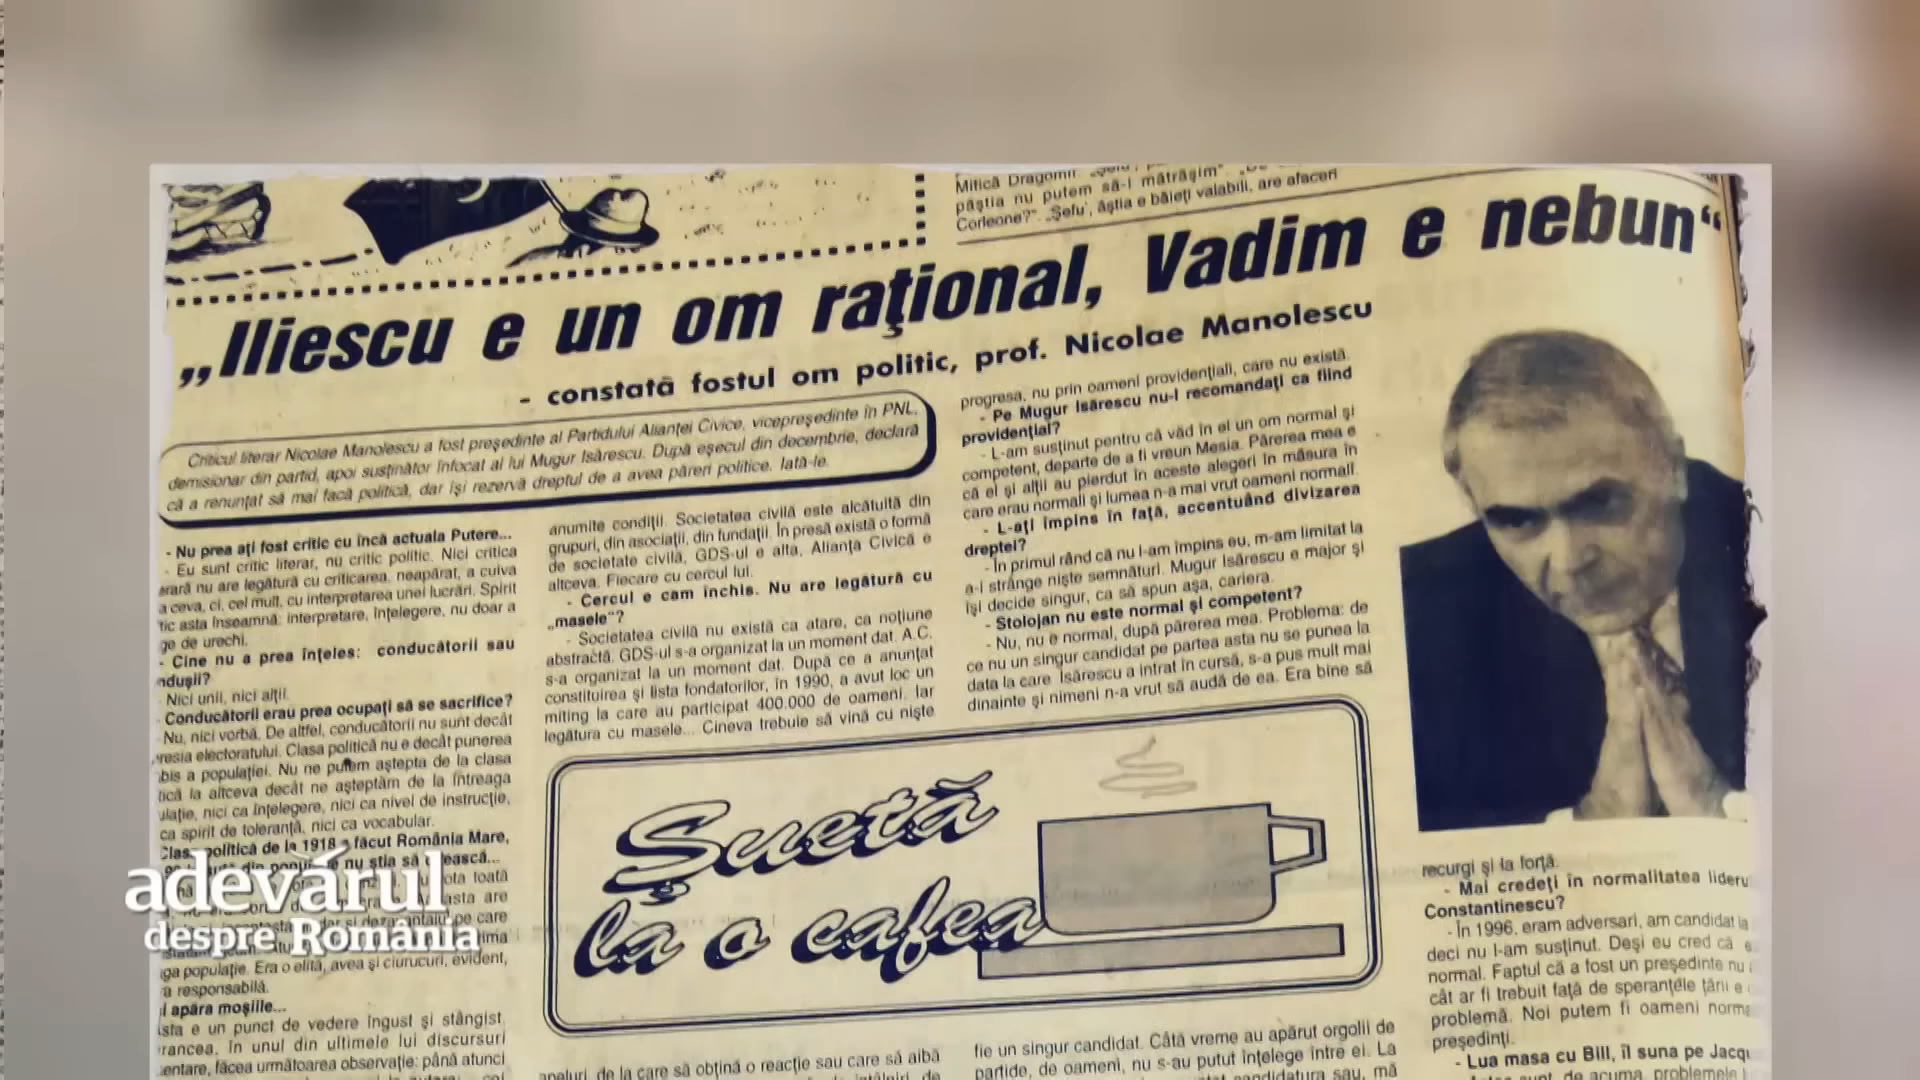 Mitică Dragomir:
păștia nu putem să-i mătrășim"
Corleone?". „Șefu', ăștia e băieți valabili, are afaceri
„Iliescu e un om raţional, Vadim e nebun“
- constată fostul om politic, prof. Nicolae Manolescu
Criticul literar Nicolae Manolescu a fost președinte al Partidului Alianței Civice, vicepreședinte în PNL,
demisionar din partid, apoi susținător înfocat al lui Mugur Isărescu. După eșecul din decembrie, declară
că a renunțat să mai facă politică, dar își rezervă dreptul de a avea păreri politice. Iată-le.
- Nu prea ați fost critic cu încă actuala Putere...
- Eu sunt critic literar, nu critic politic. Nici critica
nu are legătură cu criticarea, neapărat, a cuiva
a ceva, ci, cel mult, cu interpretarea unei lucrări. Spirit
asta înseamnă: interpretare, înțelegere, nu doar a
de urechi.
- Cine nu a prea înțeles: conducătorii sau
Nici unii, nici alții.
Conducătorii erau prea ocupați să se sacrifice?
Nu, nici vorbă. De altfel, conducătorii nu sunt decât
electoratului. Clasa politică nu e decât punerea
a populației. Nu ne putem aștepta de la clasa
la altceva decât ne așteptăm de la întreaga
nici ca înțelegere, nici ca nivel de instrucție,
ca spirit de toleranță, nici ca vocabular.
politică de la 1918 a făcut România Mare,
nu știa să
toată
asta are
și dezavantaju pe care
populație. Era o elită, avea și ciurucuri, evident,
responsabilă.
apăra moșiile...
e un punct de vedere îngust și stângist.
În unul din ultimele lui discursuri
făcea următoarea observație: până atunci
anumite condiții. Societatea civilă este alcătuită din
grupuri, din asociații, din fundații. În presă există o formă
de societate civilă, GDS-ul e alta, Alianța Civică e
altceva. Fiecare cu cercul lui.
- Cercul e cam închis. Nu are legătură cu
„masele"?
- Societatea civilă nu există ca atare, ca noțiune
abstractă. GDS-ul s-a organizat la un moment dat. A.C.
s-a organizat la un moment dat. După ce a anunțat
constituirea și lista fondatorilor, în 1990, a avut loc un
miting la care au participat 400.000 de oameni. Iar
legătura cu masele... Cineva trebuie să vină cu niște
progresa, nu prin oameni providențiali, care nu există.
- Pe Mugur Isărescu nu-l recomandați ca fiind
providențial?
- L-am susținut pentru că văd în el un om normal și
competent, departe de a fi vreun Mesia. Părerea mea e
că el și alții au pierdut în aceste alegeri în măsura în
care erau normali și lumea n-a mai vrut oameni normali.
- L-ați împins în față, accentuând divizarea
dreptei?
- În primul rând că nu l-am împins eu, m-am limitat la
a-i strânge niște semnături. Mugur Isărescu e major și
își decide singur, ca să spun așa, cariera.
- Stolojan nu este normal și competent?
- Nu, nu e normal, după părerea mea. Problema: de
ce nu un singur candidat pe partea asta nu se punea la
data la care Isărescu a intrat în cursă, s-a pus mult mai
dinainte și nimeni n-a vrut să audă de ea. Era bine să
Șuetă
la o cafea
apeluri, de la care să obțină o reacție sau care să aibă
fie un singur candidat. Câtă vreme au apărut orgolii de
partide, de oameni, nu s-au putut înțelege între ei. La
candidatura sau, mă
recurgi și la forță.
- Mai credeți în normalitatea
Constantinescu?
- În 1996, eram adversari, am candidat
deci nu l-am susținut. Deși eu cred că
normal. Faptul că a fost un președinte nu
cât ar fi trebuit față de speranțele țării e
problemă. Noi putem fi oameni
președinți.
- Lua masa cu Bill, îl suna pe
de acuma, problemele
adevărul
despre România